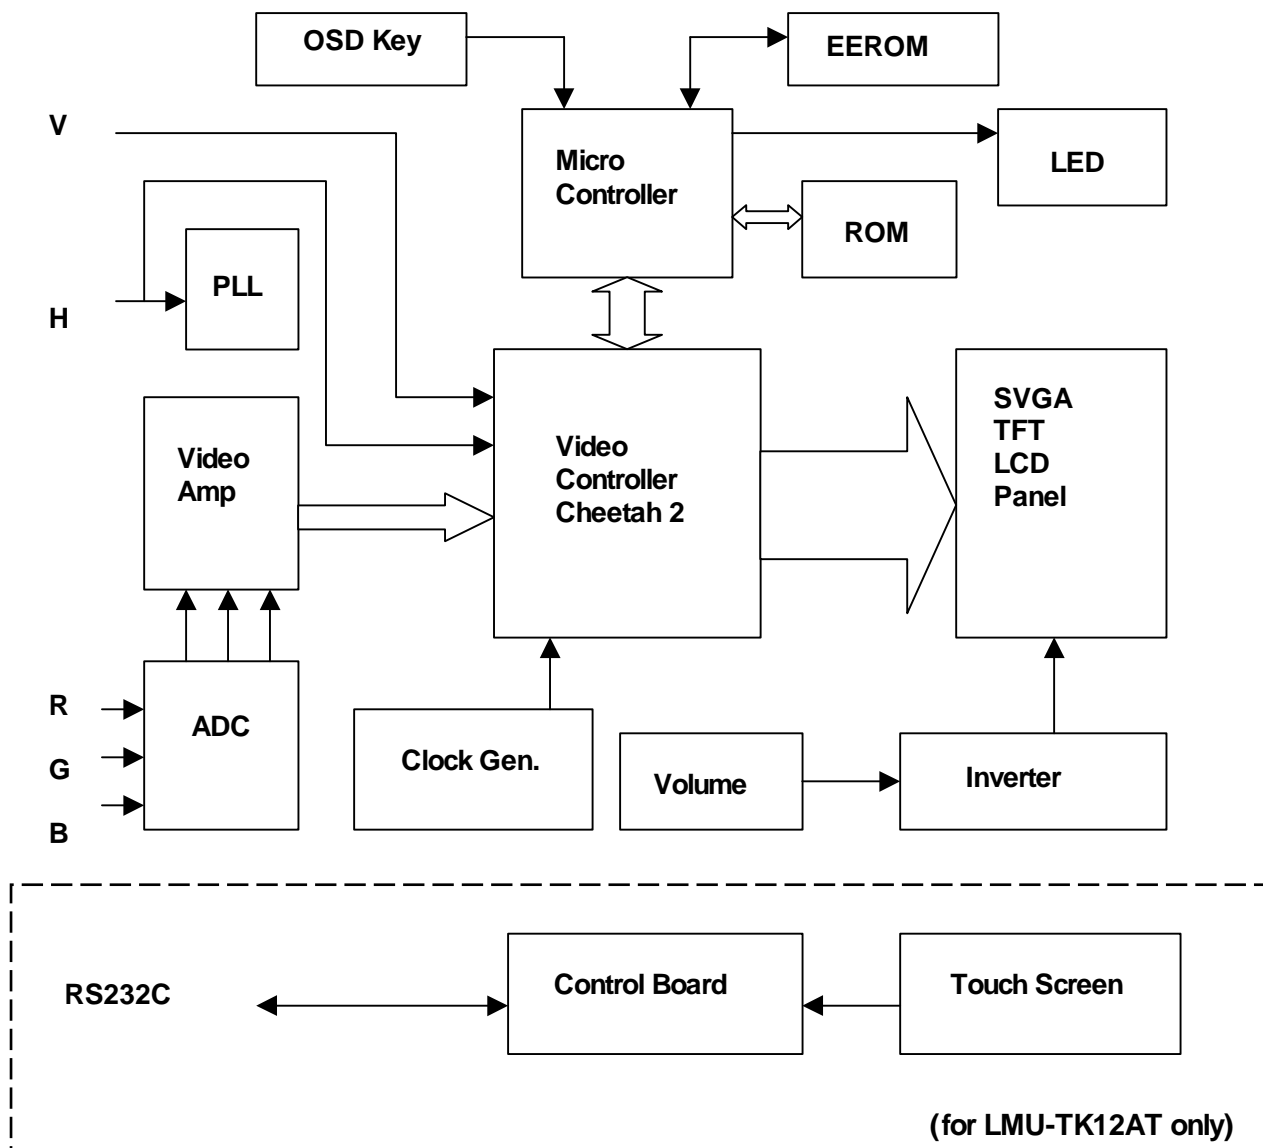 OSD Key
EEROM
V
Micro
Controller
LED
ROM
PLL
H
SVGA
TFT
LCD
Panel
Video
Amp
Video
Controller
Cheetah 2
R
G
B
ADC
Clock Gen.
Volume
Inverter
RS232C
Control Board
Touch Screen
(for LMU-TK12AT only)